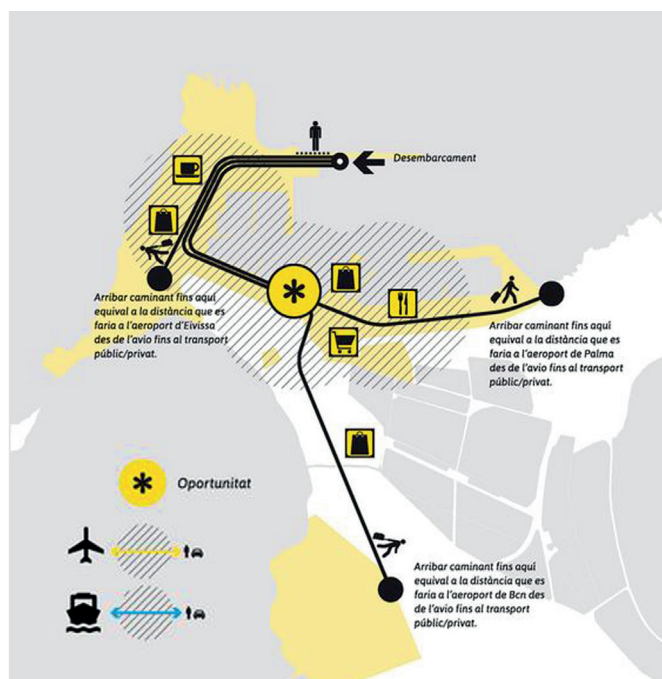 Desembarcament
Arribar caminant fins aquí
equival a la distància que es
faria a l'aeroport d'Eivissa
des de l'avio fins al transport
públic/privat.
Arribar caminant fins aquí
equival a la distància que es
faria a l'aeroport de Palma
des de l'avio fins al transport
públic/privat.
Oportunitat
Arribar caminant fins aquí
equival a la distància que es
faria a l'aeroport de Bcn des
de l'avio fins al transport
públic/privat.